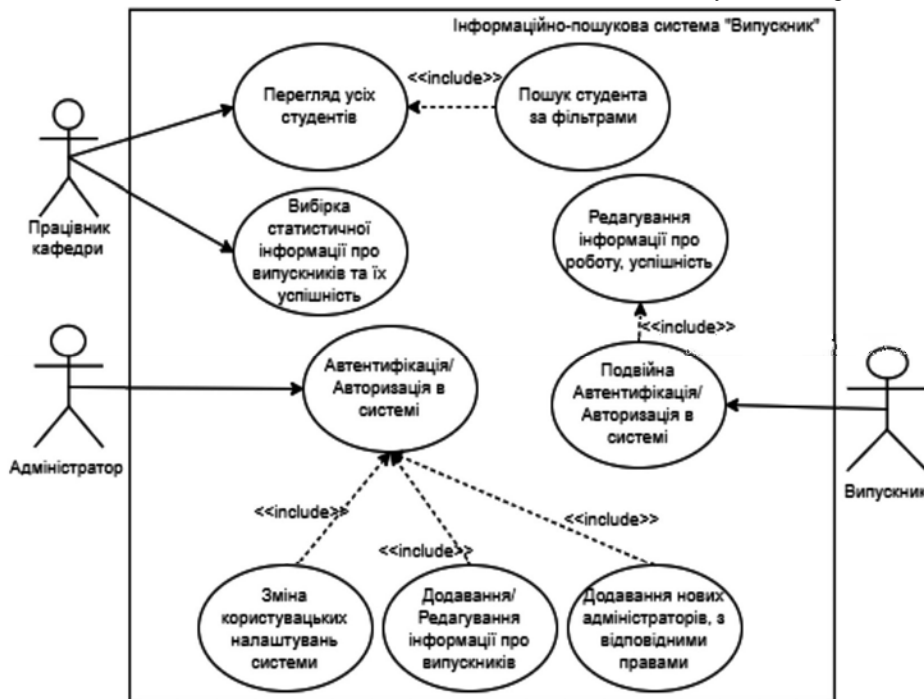 Інформаційно-пошукова система "Випускник"
<<include>>
Перегляд усіх
студентів
Пошук студента
за фільтрами
Працівник
кафедри
Вибірка
статистичної
інформації про
випускників та їх
успішність
Редагування
інформації про
роботу, успішність
<<include>>
Автентифікація/
Авторизація в
системі
Подвійна
Автентифікація/
Авторизація в
системі
Адміністратор
Випускник
<<include>>
<<include>>
<<include>>
Зміна
користувацьких
налаштувань
системи
Додавання/
Редагування
інформації про
випускників
Додавання нових
адміністраторів, з
відповідними
правами